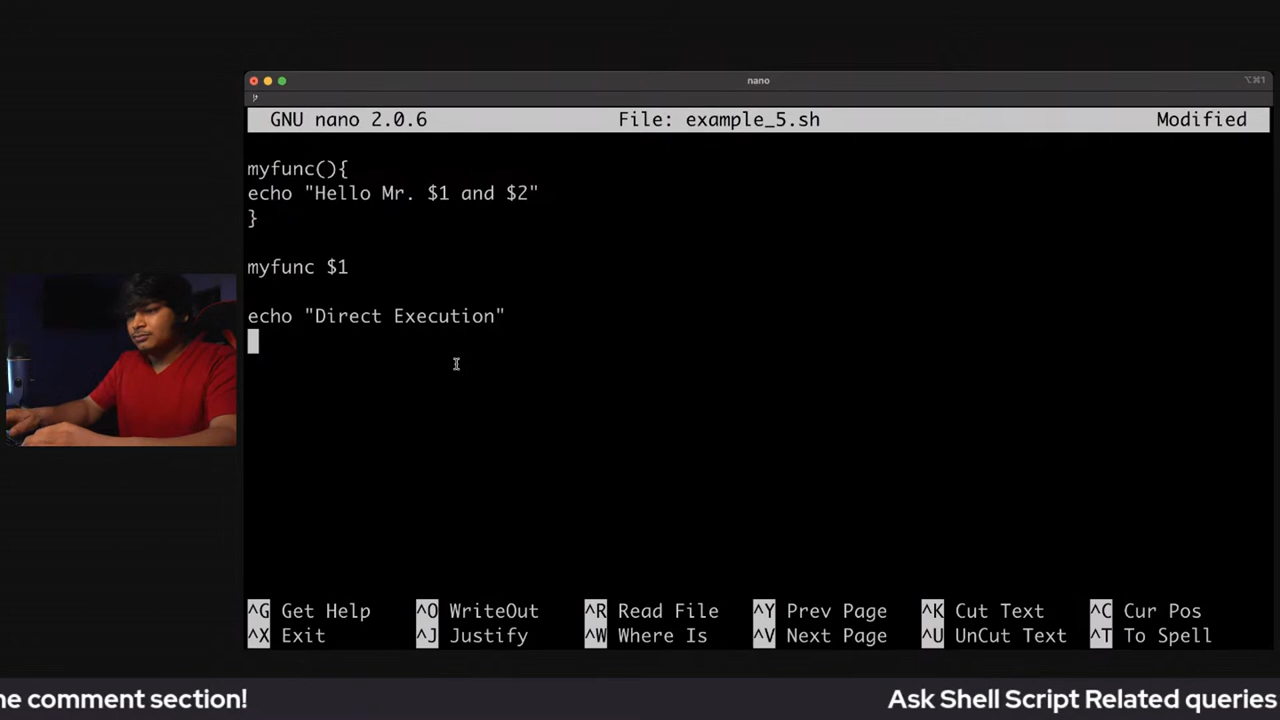 nano
⌥⌘1
GNU nano 2.0.6 File: example_5.sh Modified
myfunc(){
echo "Hello Mr. $1 and $2"
}
myfunc $1
echo "Direct Execution"
^G Get Help ^O WriteOut ^R Read File ^Y Prev Page ^K Cut Text ^C Cur Pos
^X Exit ^J Justify ^W Where Is ^V Next Page ^U UnCut Text ^T To Spell
ne comment section! Ask Shell Script Related queries